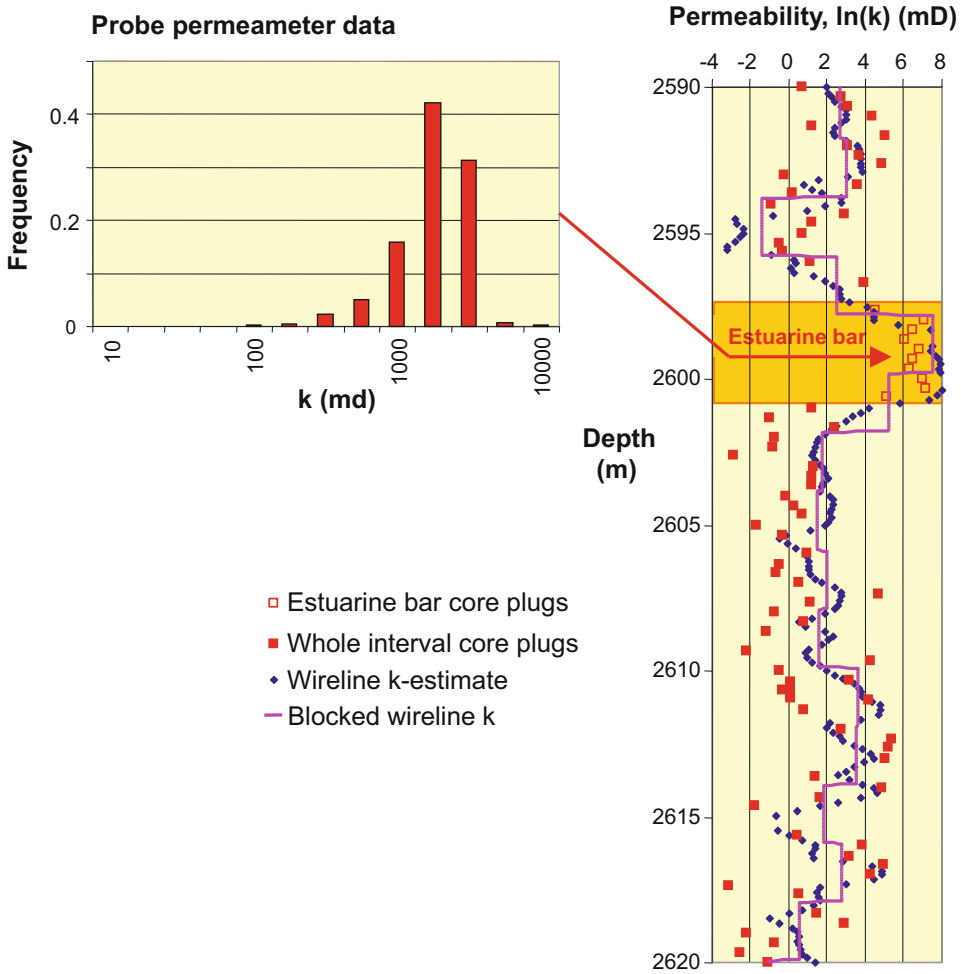 Probe permeameter data
Frequency
0.4
0.2
0
10
100
1000
10000
k (md)
Permeability, ln(k) (mD)
-4 -2 0 2 4 6 8
2590
2595
2600
2605
2610
2615
2620
Depth
(m)
Estuarine bar
Estuarine bar core plugs
Whole interval core plugs
Wireline k-estimate
Blocked wireline k